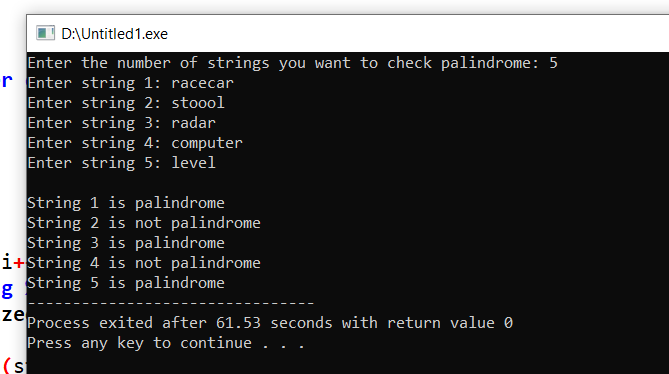 D:\Untitled1.exe
Enter the number of strings you want to check palindrome: 5
r
Enter string 1: racecar
Enter string 2: stoool
Enter string 3: radar
Enter string 4: computer
Enter string 5: level
String 1 is palindrome
String 2 is not palindrome
String 3 is palindrome
i+
String 4 is not palindrome
g
String 5 is palindrome
--------------------------------
ze
Process exited after 61.53 seconds with return value 0
Press any key to continue . . .
(s